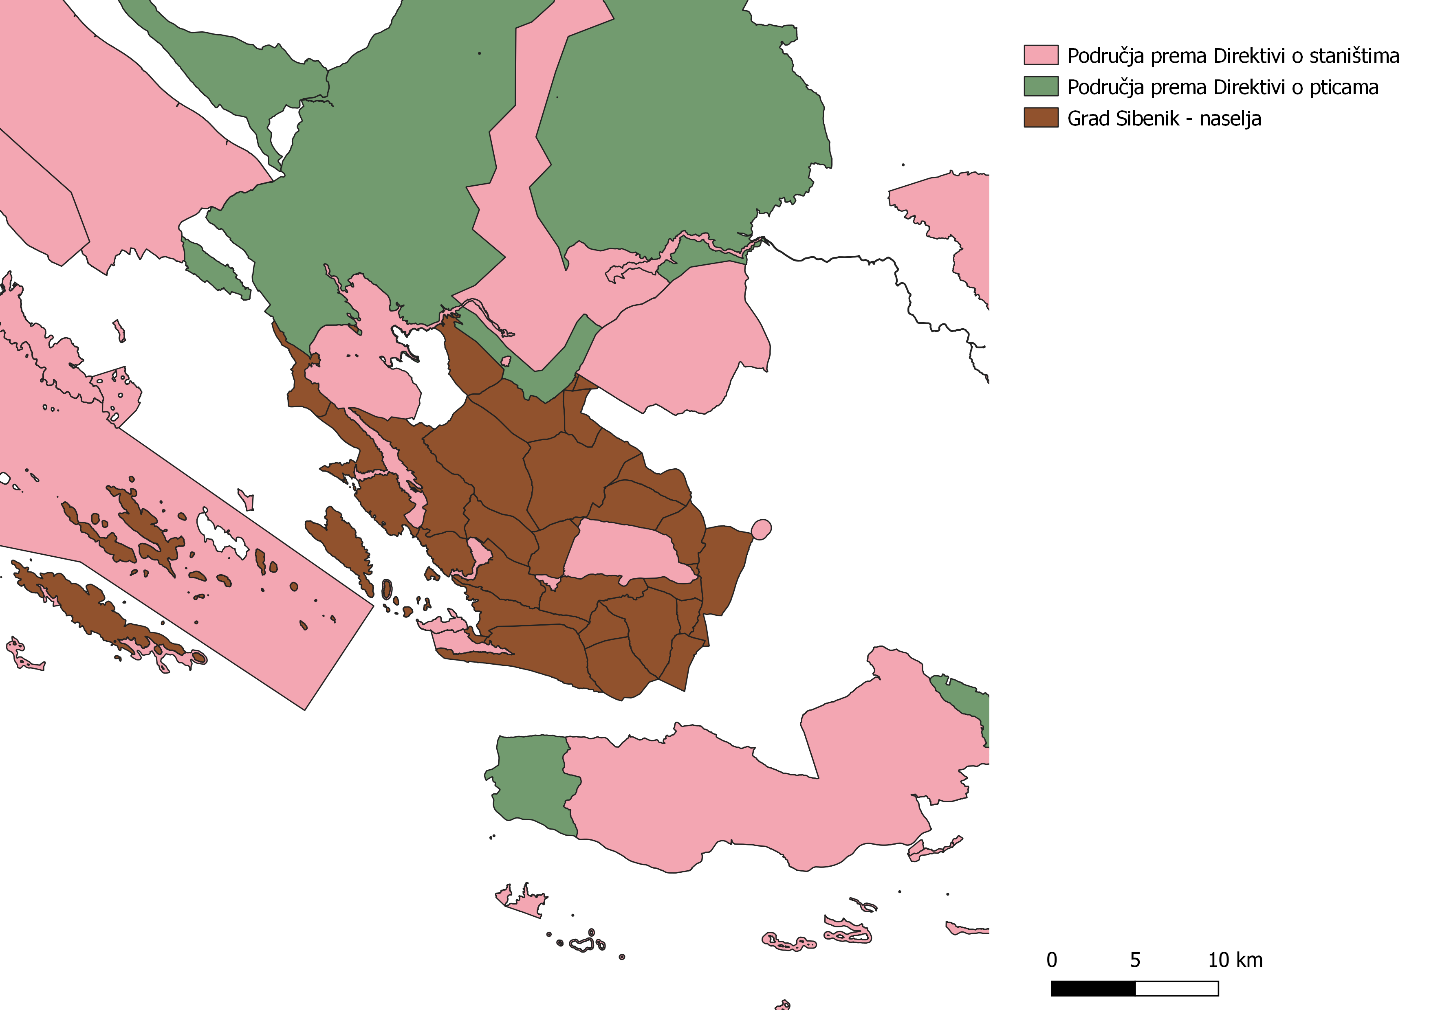 Područja prema Direktivi o staništima
Područja prema Direktivi o pticama
Grad Sibenik - naselja
0 5 10 km